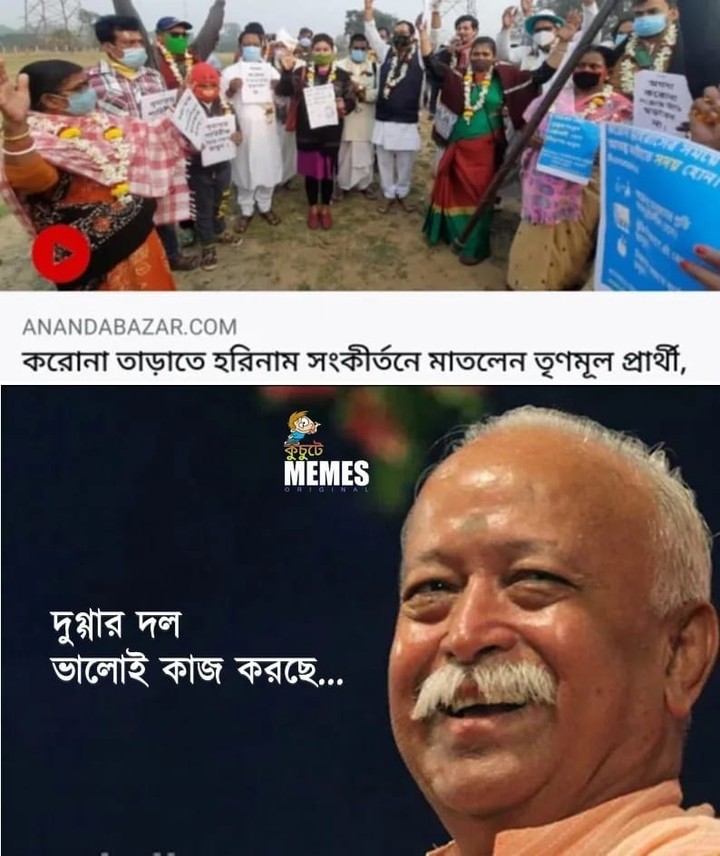 ANANDABAZAR.COM
করোনা তাড়াতে হরিনাম সংকীর্তনে মাতলেন তৃণমূল প্রার্থী,
কুচুটে
MEMES
ORIGINAL
দুগ্গার দল
ভালোই কাজ করছে...